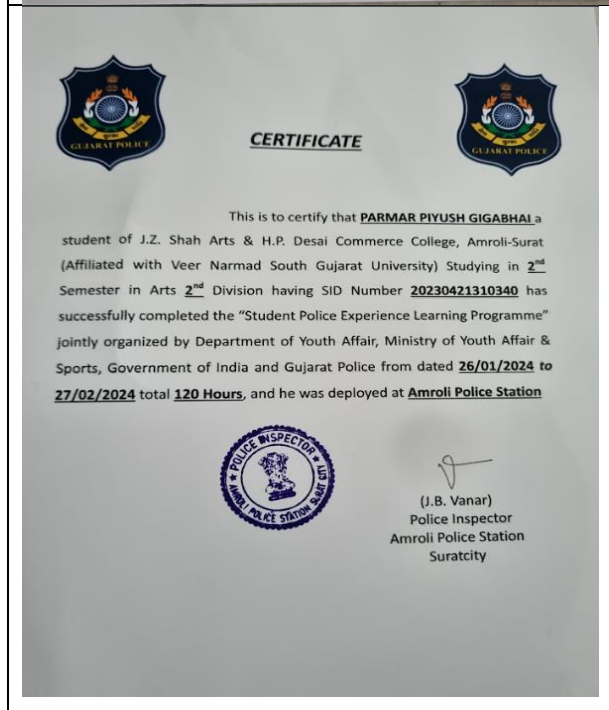 GUJARAT POLICE
GUJARAT POLICE
CERTIFICATE
This is to certify that PARMAR PIYUSH GIGABHAI a
student of J.Z. Shah Arts & H.P. Desai Commerce College, Amroli-Surat
(Affiliated with Veer Narmad South Gujarat University) Studying in 2nd
Semester in Arts 2nd Division having SID Number 20230421310340 has
successfully completed the “Student Police Experience Learning Programme”
jointly organized by Department of Youth Affair, Ministry of Youth Affair &
Sports, Government of India and Gujarat Police from dated 26/01/2024 to
27/02/2024 total 120 Hours, and he was deployed at Amroli Police Station
POLICE INSPECTOR
AMROLI POLICE STATION SURAT CITY
(J.B. Vanar)
Police Inspector
Amroli Police Station
Suratcity